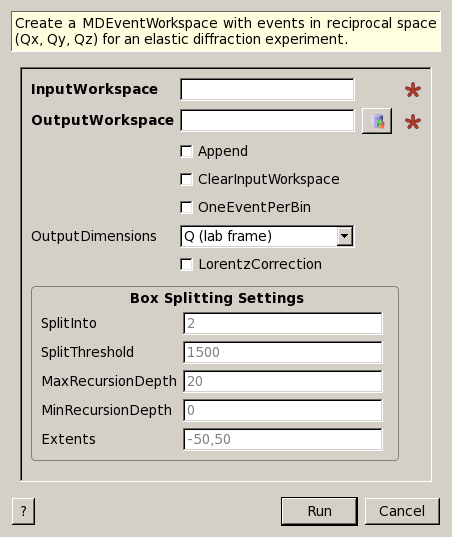 Create a MDEventWorkspace with events in reciprocal space
(Qx, Qy, Qz) for an elastic diffraction experiment.
InputWorkspace *
OutputWorkspace *
Append
ClearInputWorkspace
OneEventPerBin
OutputDimensions Q (lab frame)
LorentzCorrection
Box Splitting Settings
SplitInto 2
SplitThreshold 1500
MaxRecursionDepth 20
MinRecursionDepth 0
Extents -50,50
? Run Cancel